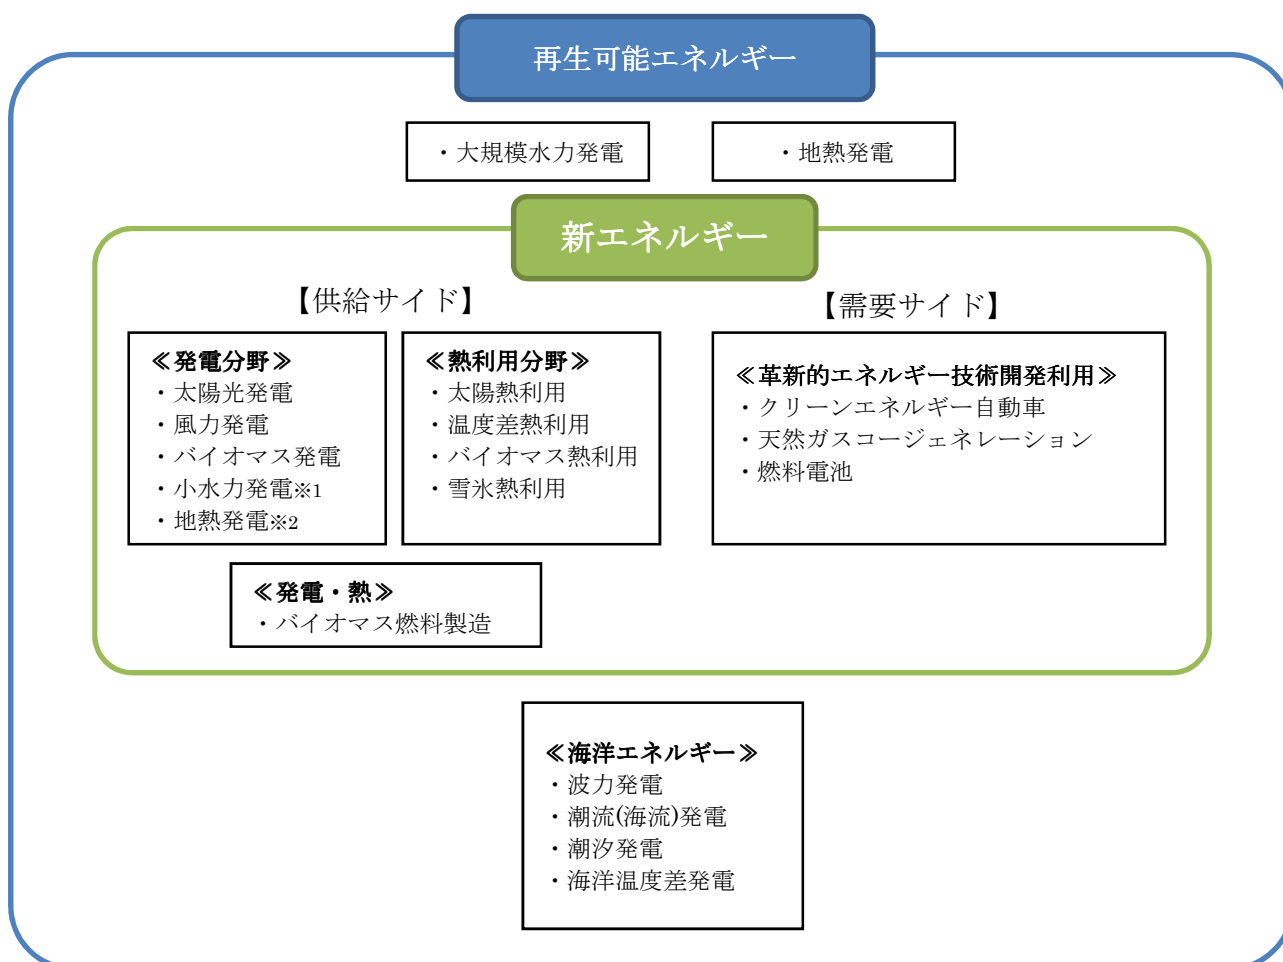 再生可能エネルギー
・大規模水力発電
・地熱発電
新エネルギー
【供給サイド】
【需要サイド】
≪発電分野≫
・太陽光発電
・風力発電
・バイオマス発電
・小水力発電※1
・地熱発電※2
≪熱利用分野≫
・太陽熱利用
・温度差熱利用
・バイオマス熱利用
・雪氷熱利用
≪革新的エネルギー技術開発利用≫
・クリーンエネルギー自動車
・天然ガスコージェネレーション
・燃料電池
≪発電・熱≫
・バイオマス燃料製造
≪海洋エネルギー≫
・波力発電
・潮流(海流)発電
・潮汐発電
・海洋温度差発電